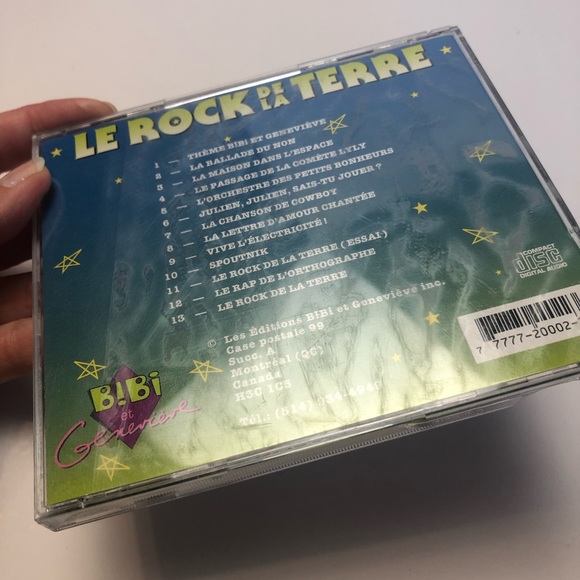 LE ROCK DE LA TERRE
1 — THÈME BIBI ET GENEVIÈVE
2 — LA BALLADE DU NON
3 — LA MAISON DANS L'ESPACE
4 — LE PASSAGE DE LA COMÈTE LYLY
5 — L'ORCHESTRE DES PETITS BONHEURS
6 — JULIEN, JULIEN, SAIS-TU JOUER ?
7 — LA CHANSON DE COWBOY
8 — LA LETTRE D'AMOUR CHANTÉE
9 — VIVE L'ÉLECTRICITÉ !
10 — SPOUTNIK
11 — LE ROCK DE LA TERRE (ESSAI)
12 — LE RAP DE L'ORTHOGRAPHE
13 — LE ROCK DE LA TERRE
© Les Éditions BiBi et Geneviève inc.
Case postale 99
Succ. A
Montréal (QC)
Canada
H3C 1C5
Tél.: (514)
COMPACT
disc
DIGITAL AUDIO
7 7777-20002-
BiBi
et
Geneviève